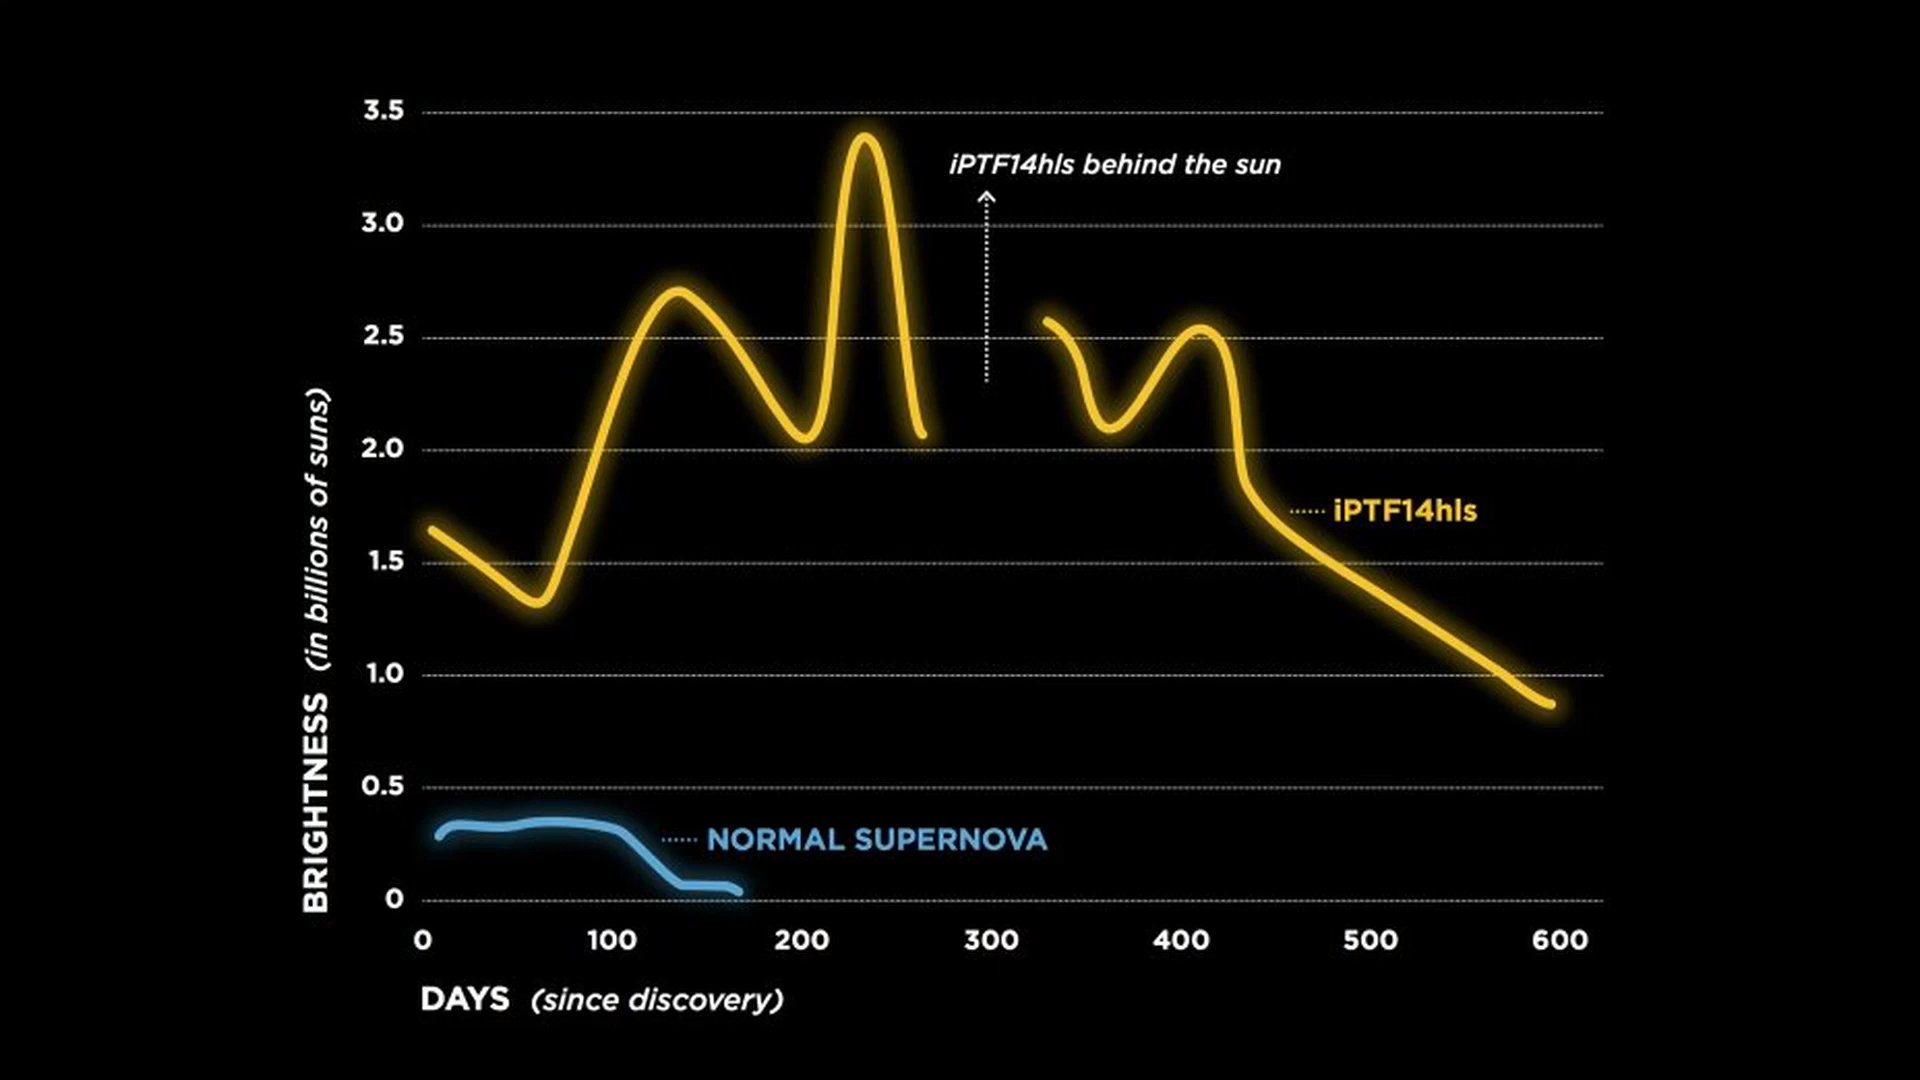 3.5
iPTF14hls behind the sun
3.0
2.5
2.0
iPTF14hls
1.5
1.0
0.5
NORMAL SUPERNOVA
0
BRIGHTNESS (in billions of suns)
0 100 200 300 400 500 600
DAYS (since discovery)